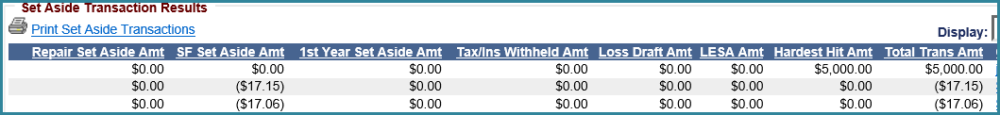 Set Aside Transaction Results
Print Set Aside Transactions
Display:
Repair Set Aside Amt SF Set Aside Amt 1st Year Set Aside Amt Tax/Ins Withheld Amt Loss Draft Amt LESA Amt Hardest Hit Amt Total Trans Amt
$0.00 $0.00 $0.00 $0.00 $0.00 $0.00 $5,000.00 $5,000.00
$0.00 ($17.15) $0.00 $0.00 $0.00 $0.00 $0.00 ($17.15)
$0.00 ($17.06) $0.00 $0.00 $0.00 $0.00 $0.00 ($17.06)